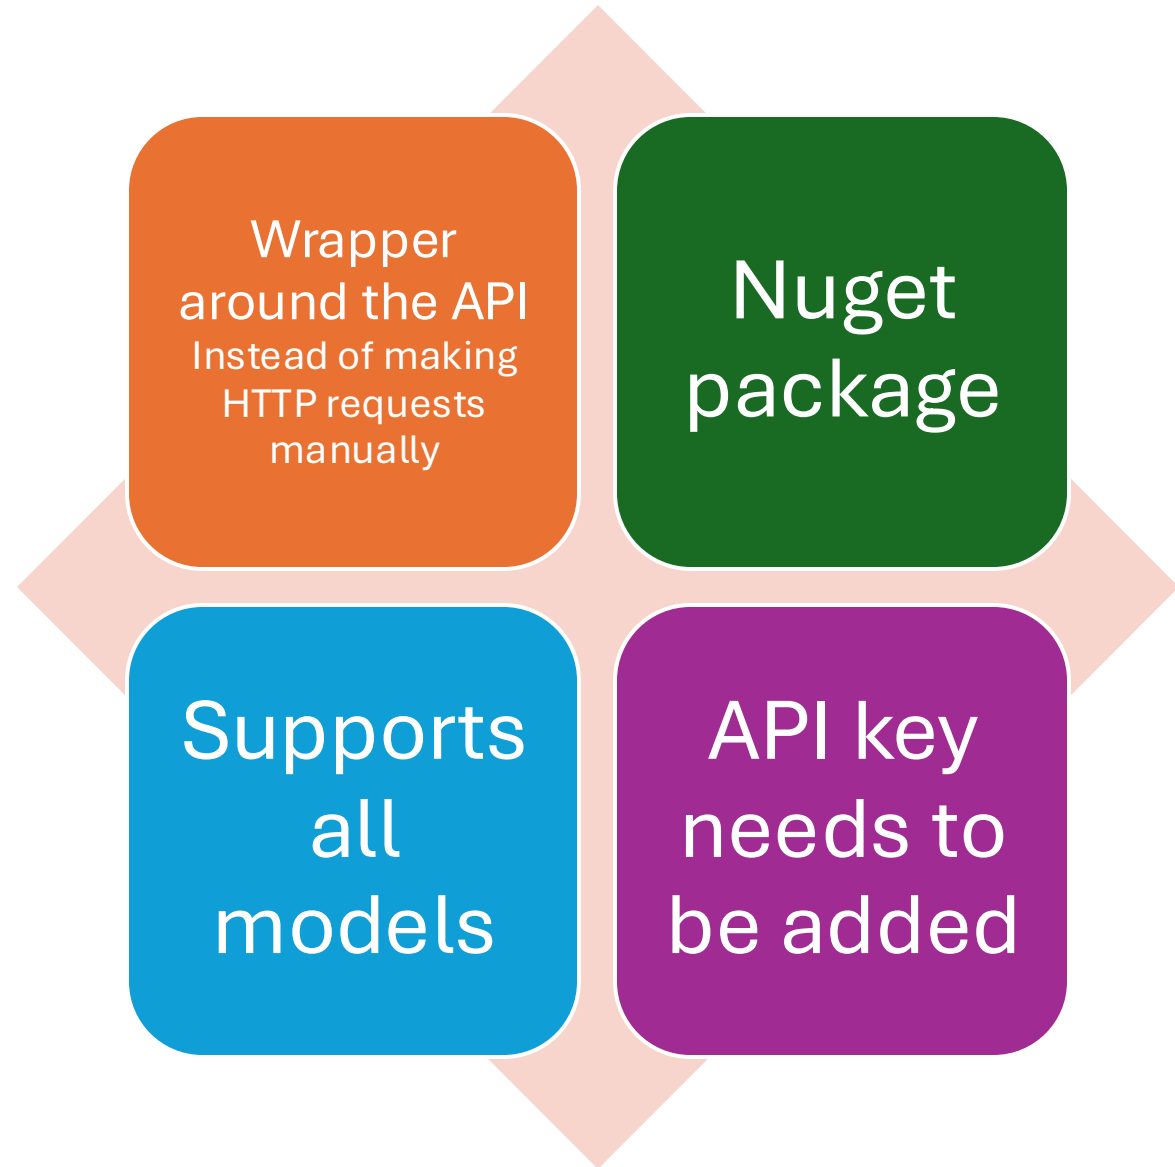 Wrapper
around the API
Instead of making
HTTP requests
manually
Nuget
package
Supports
all
models
API key
needs to
be added